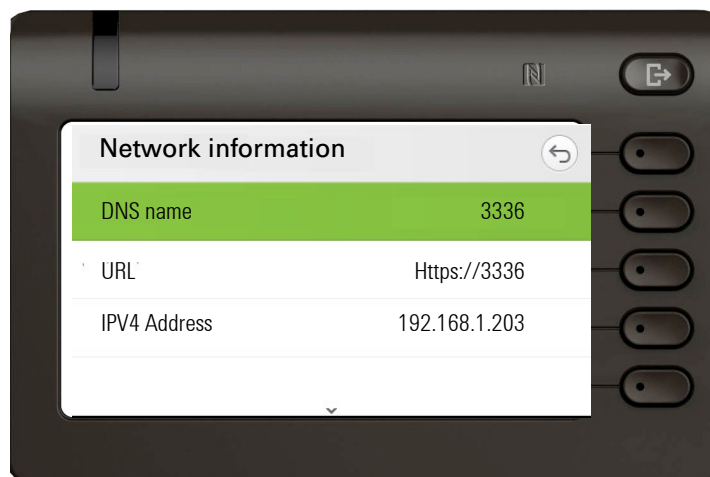 Network information
DNS name 3336
URL Https://3336
IPV4 Address 192.168.1.203